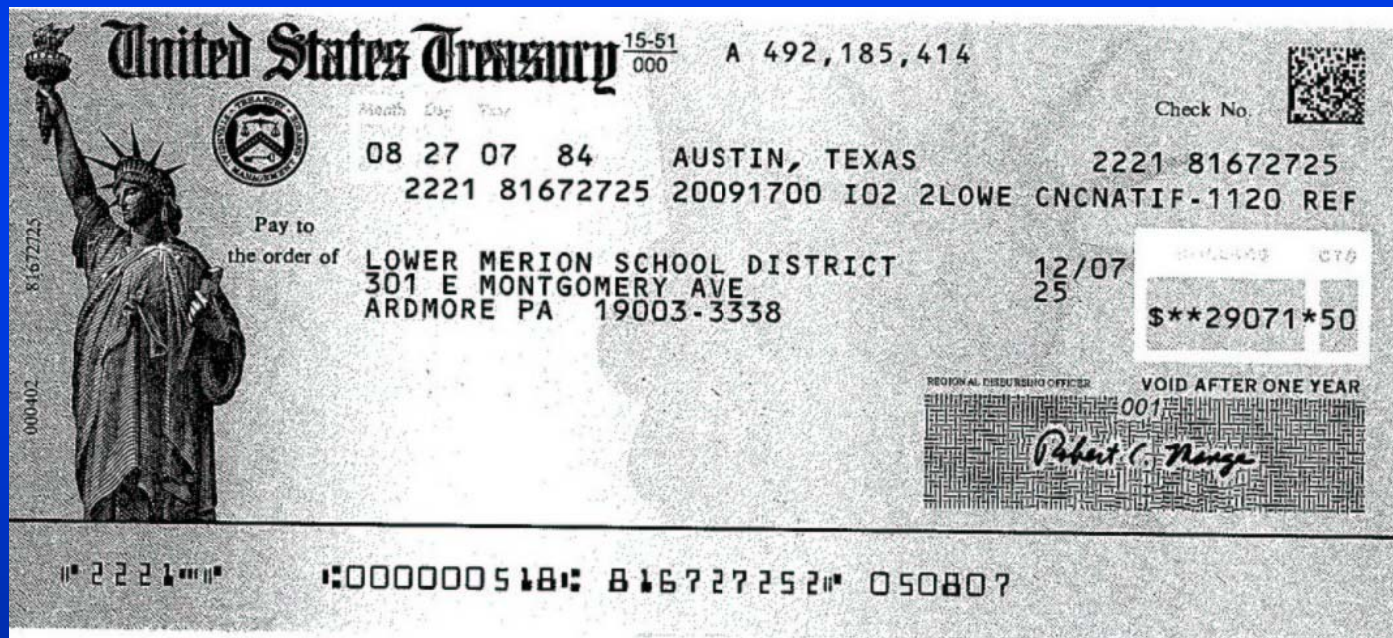 United States Treasury 15-51 000 A 492,185,414
Month Day Year
Check No.
08 27 07 84 AUSTIN, TEXAS 2221 81672725
2221 81672725 20091700 I02 2LOWE CNCNATIF-1120 REF
Pay to
the order of
LOWER MERION SCHOOL DISTRICT 12/07
301 E MONTGOMERY AVE 25
ARDMORE PA 19003-3338
DOLLARS CTS
$**29071*50
81672725
000402
REGIONAL DISBURSING OFFICER VOID AFTER ONE YEAR
001
⑈2221⑈ ⑆000000518⑆ 816727252⑈ 050807